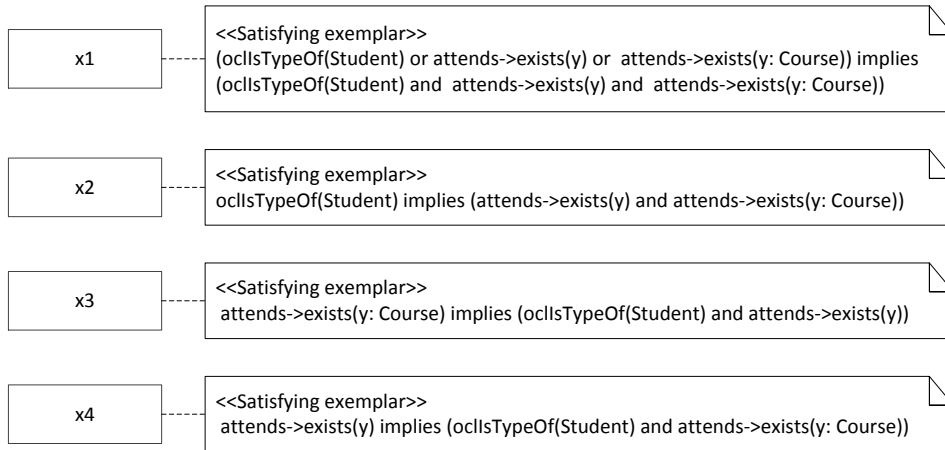 x1
<<Satisfying exemplar>>
(oclIsTypeOf(Student) or attends->exists(y) or  attends->exists(y: Course)) implies
(oclIsTypeOf(Student) and  attends->exists(y) and  attends->exists(y: Course))
x2
<<Satisfying exemplar>>
oclIsTypeOf(Student) implies (attends->exists(y) and attends->exists(y: Course))
x3
<<Satisfying exemplar>>
attends->exists(y: Course) implies (oclIsTypeOf(Student) and attends->exists(y))
x4
<<Satisfying exemplar>>
attends->exists(y) implies (oclIsTypeOf(Student) and attends->exists(y: Course))